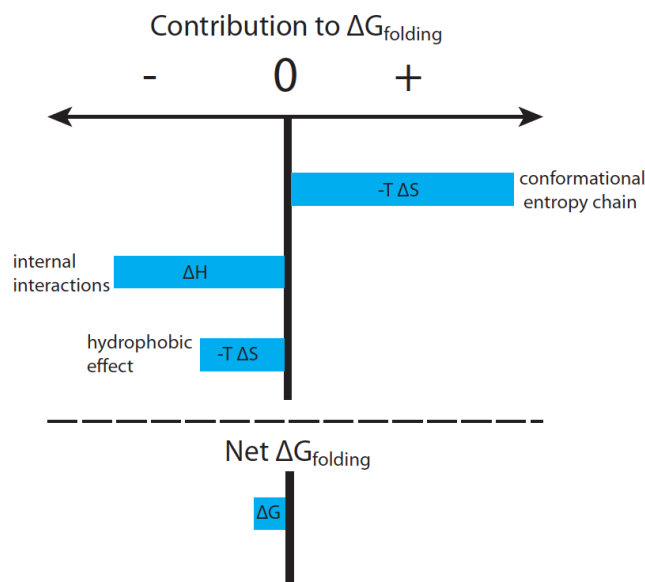 Contribution to ΔGfolding
- 0 +
-T ΔS
conformational
entropy chain
internal
interactions
ΔH
hydrophobic
effect
-T ΔS
Net ΔGfolding
ΔG